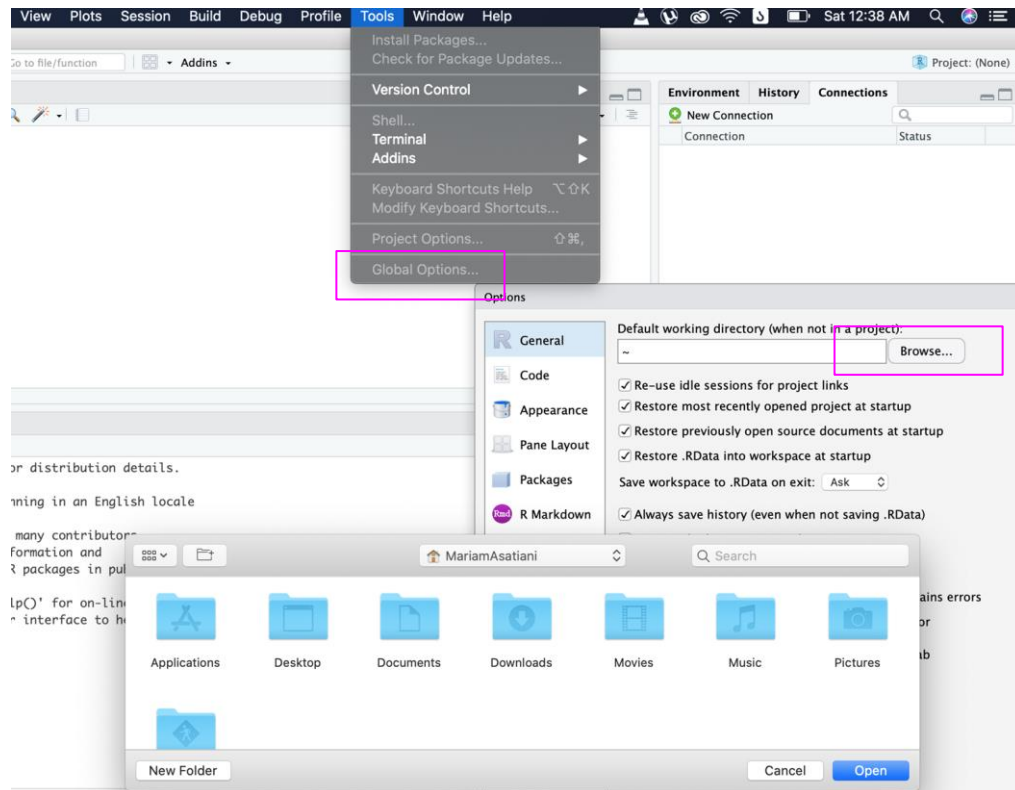 View Plots Session Build Debug Profile Tools Window Help Sat 12:38 AM
Install Packages...
Check for Package Updates...
Go to file/function Addins Project: (None)
Version Control
Environment History Connections
New Connection
Shell...
Connection Status
Terminal
Addins
Keyboard Shortcuts Help ⌥⇧K
Modify Keyboard Shortcuts...
Project Options... ⇧⌘,
Global Options...
Options
General
Default working directory (when not in a project):
~ Browse...
Code
Re-use idle sessions for project links
Appearance
Restore most recently opened project at startup
Restore previously open source documents at startup
Pane Layout
Restore .RData into workspace at startup
Packages
Save workspace to .RData on exit: Ask
R Markdown
Always save history (even when not saving .RData)
or distribution details.
nning in an English locale
many contributors
formation and
R packages in pub
lp()' for on-line
r interface to he
MariamAsatiani
Search
ains errors
or
ab
Applications Desktop Documents Downloads Movies Music Pictures
New Folder Cancel Open